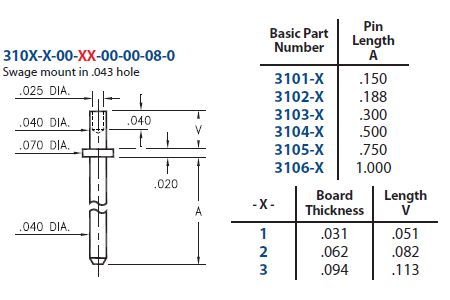 310X-X-00-XX-00-00-08-0
Swage mount in .043 hole
.025 DIA.
.040 DIA.
.040
V
.070 DIA.
.020
A
.040 DIA.
Basic Part Number
Pin Length A
3101-X .150
3102-X .188
3103-X .300
3104-X .500
3105-X .750
3106-X 1.000
-X- Board Thickness Length V
1 .031 .051
2 .062 .082
3 .094 .113